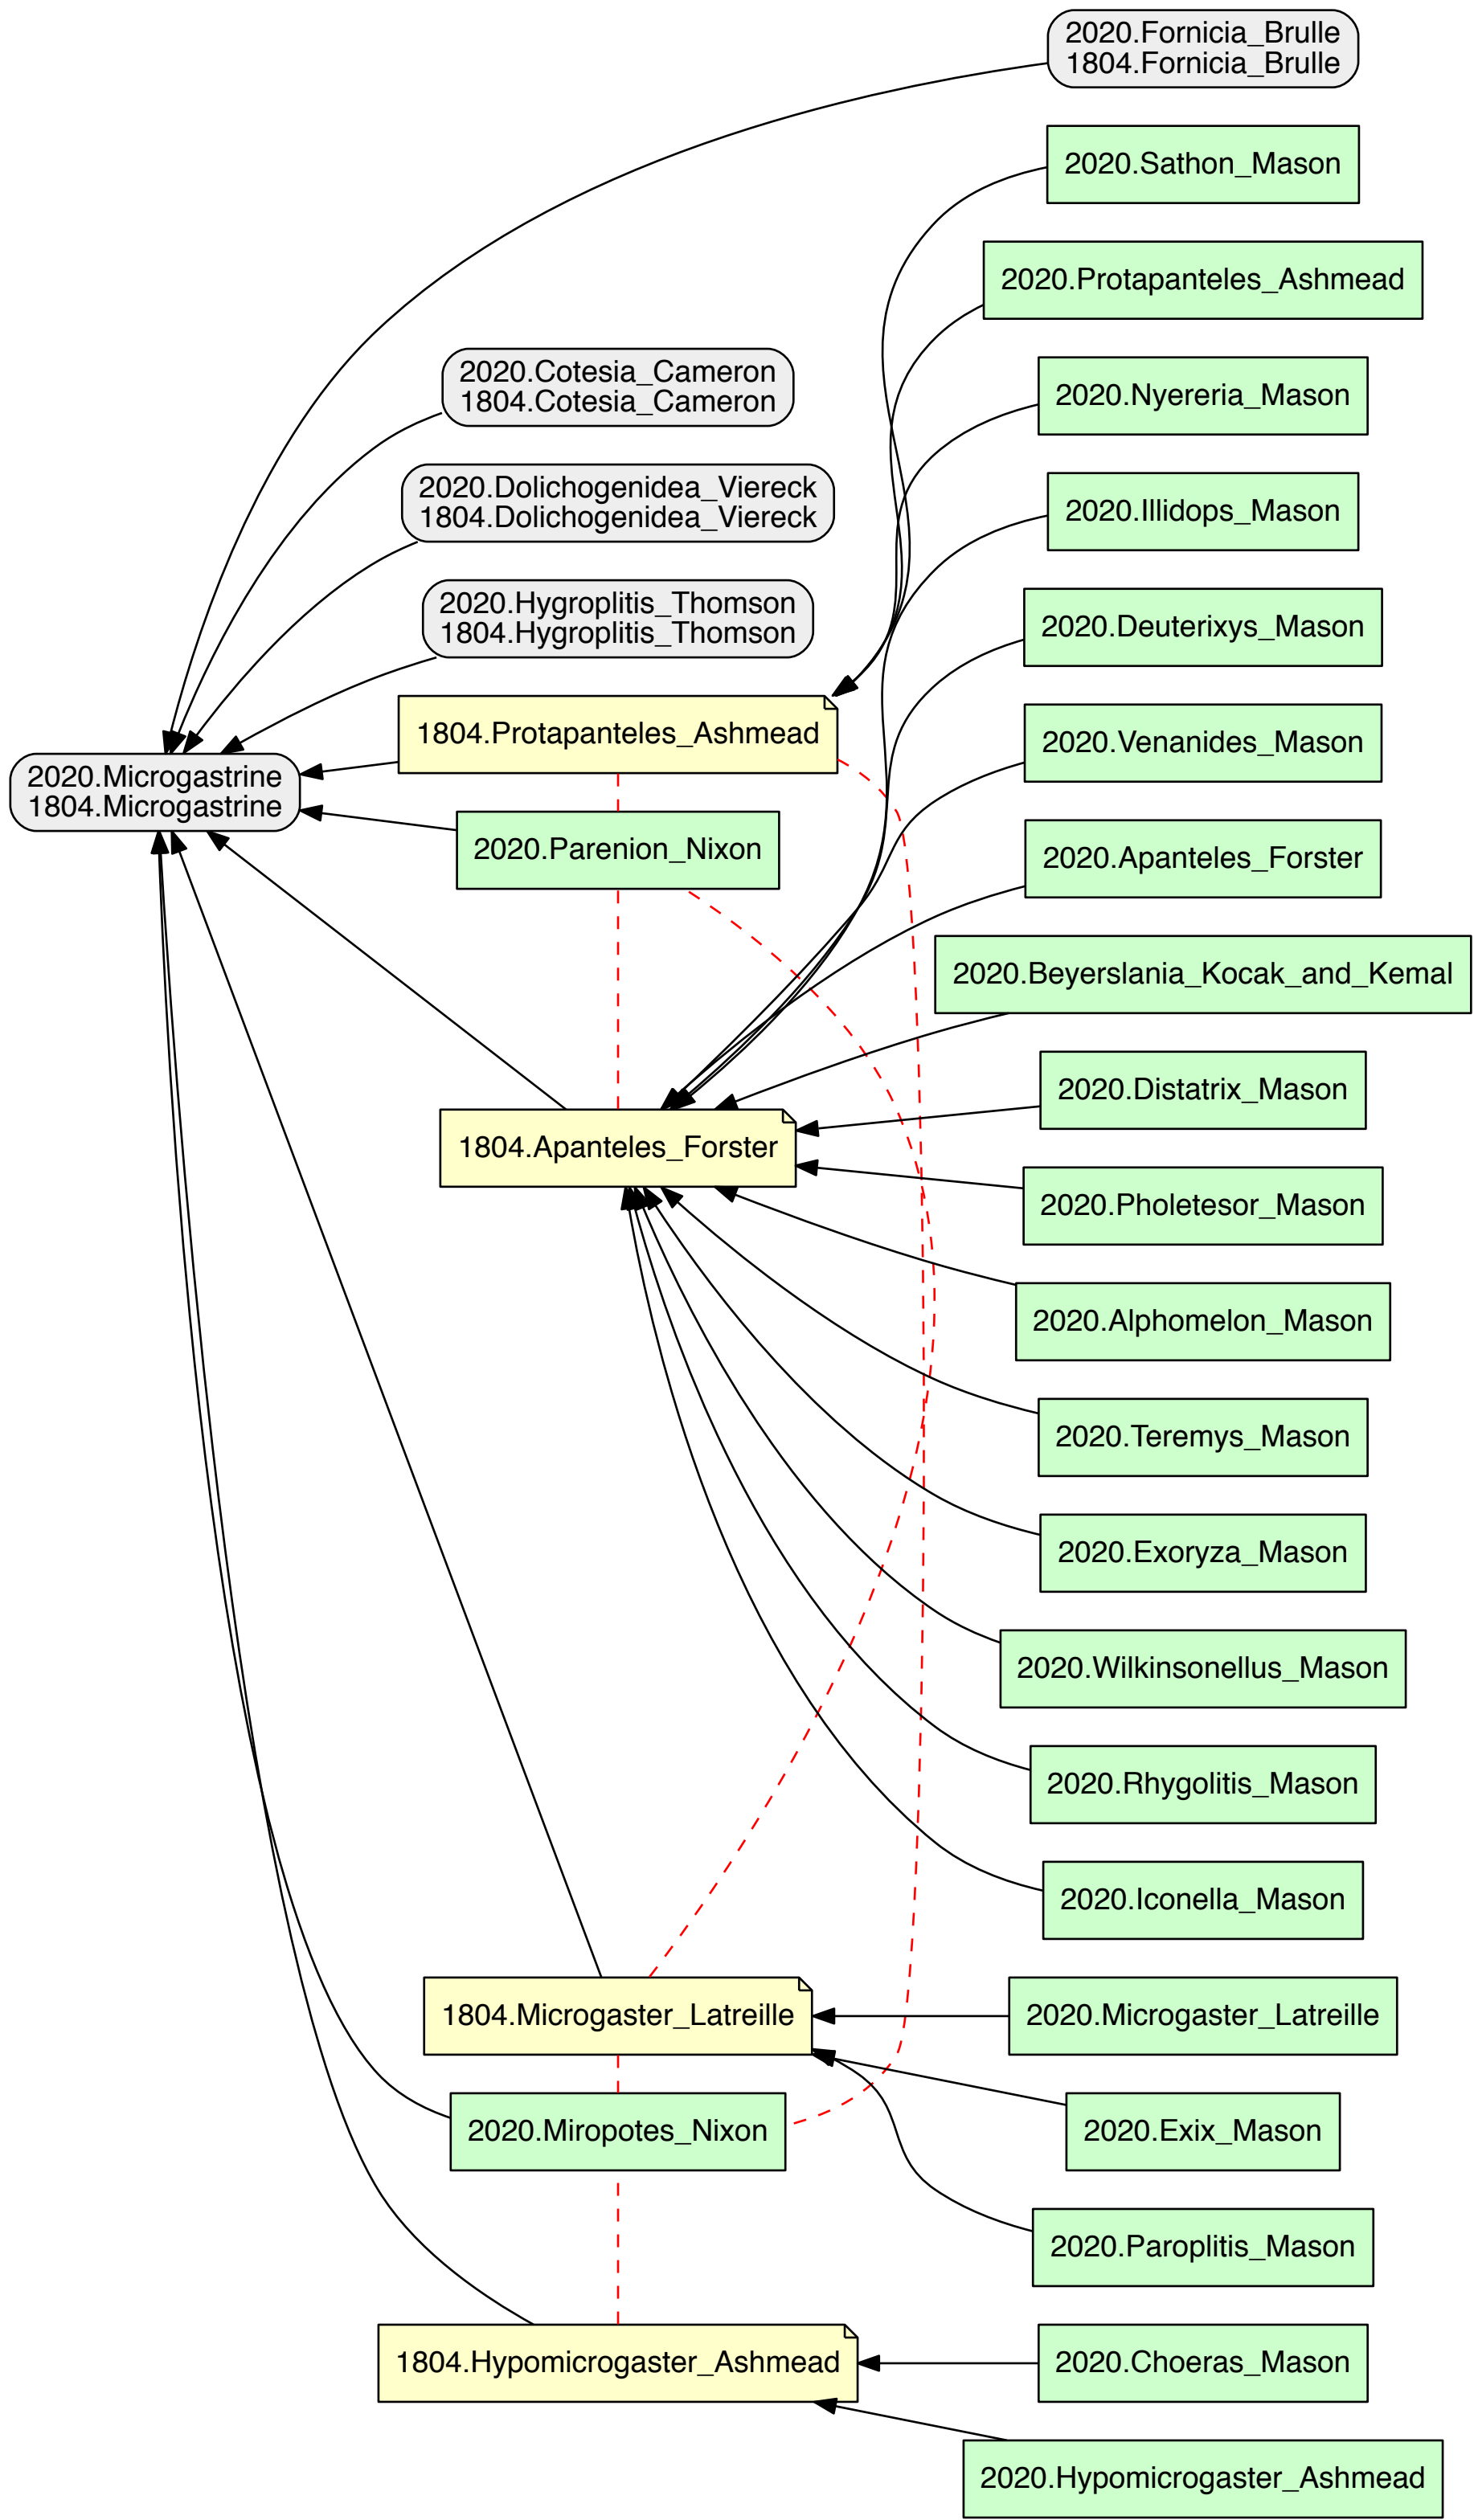 2020.Fornicia_Brulle
1804.Fornicia_Brulle
2020.Sathon_Mason
2020.Protapanteles_Ashmead
2020.Cotesia_Cameron
1804.Cotesia_Cameron
2020.Nyereria_Mason
2020.Dolichogenidea_Viereck
1804.Dolichogenidea_Viereck
2020.Illidops_Mason
2020.Hygroplitis_Thomson
1804.Hygroplitis_Thomson
2020.Deuterixys_Mason
1804.Protapanteles_Ashmead
2020.Venanides_Mason
2020.Microgastrine
1804.Microgastrine
2020.Parenion_Nixon
2020.Apanteles_Forster
2020.Beyerslania_Kocak_and_Kemal
2020.Distatrix_Mason
1804.Apanteles_Forster
2020.Pholetesor_Mason
2020.Alphomelon_Mason
2020.Teremys_Mason
2020.Exoryza_Mason
2020.Wilkinsonellus_Mason
2020.Rhygolitis_Mason
2020.Iconella_Mason
1804.Microgaster_Latreille
2020.Microgaster_Latreille
2020.Miropotes_Nixon
2020.Exix_Mason
2020.Paroplitis_Mason
1804.Hypomicrogaster_Ashmead
2020.Choeras_Mason
2020.Hypomicrogaster_Ashmead